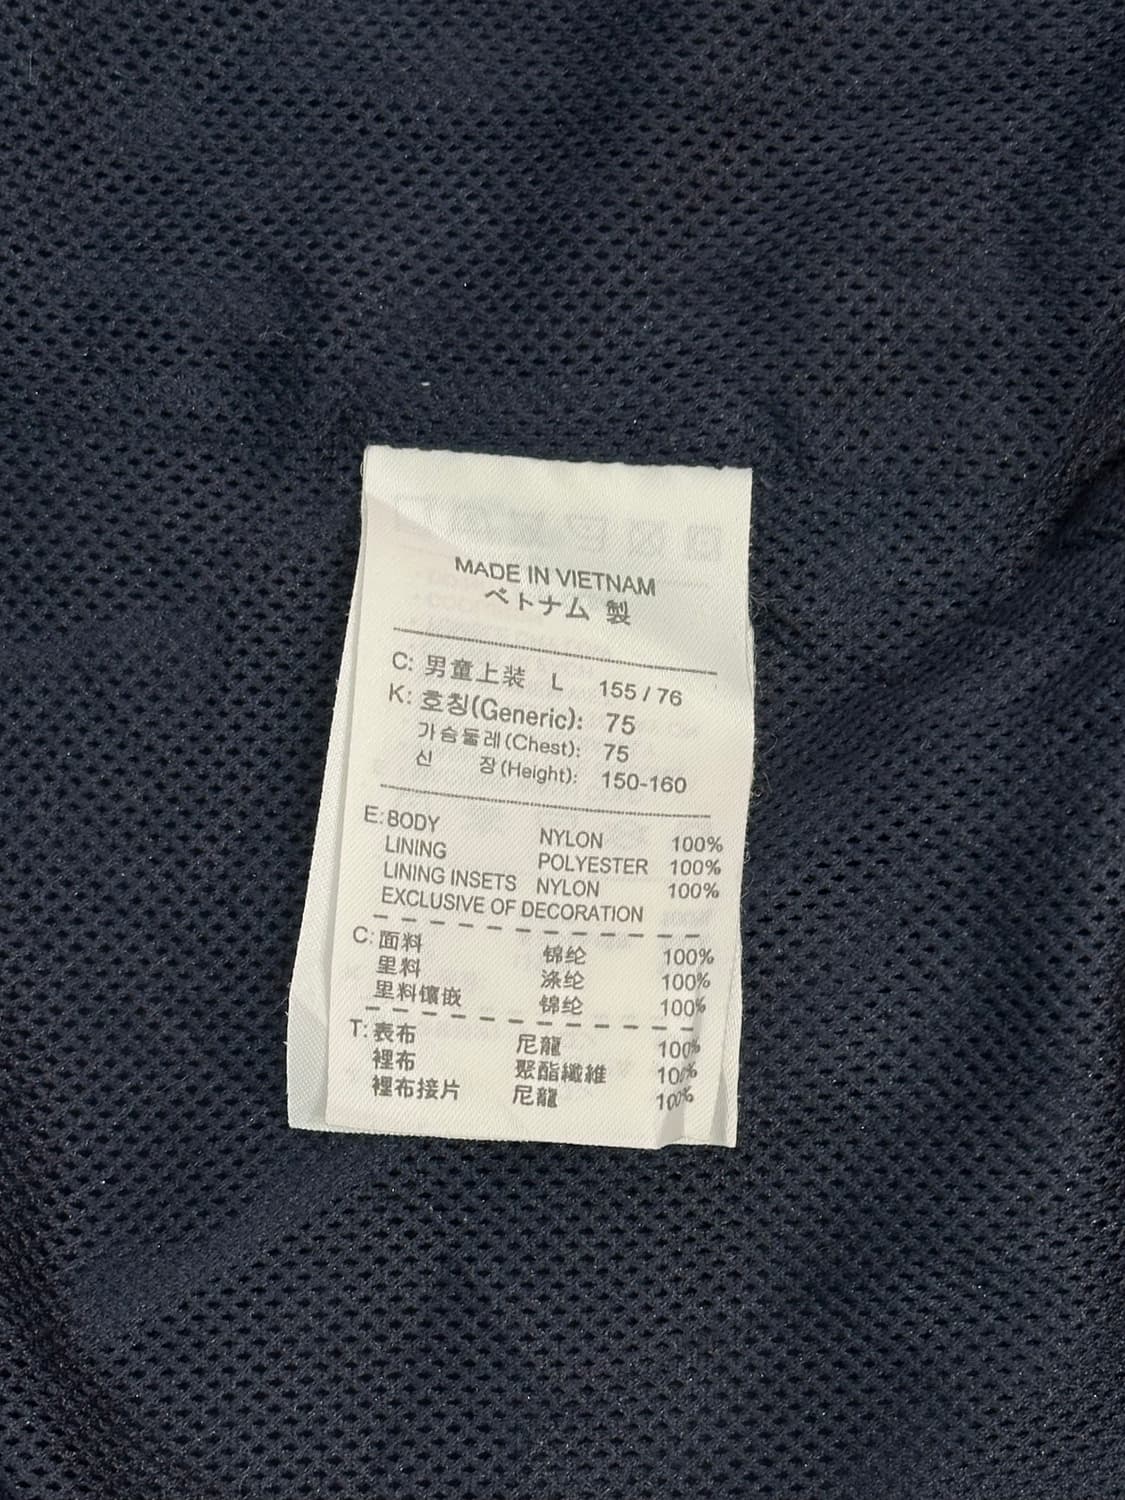 MADE IN VIETNAM
ベトナム 製
C: 男童上装 L 155 / 76
K: 호칭(Generic): 75
가슴둘레(Chest): 75
신 장(Height): 150-160
E: BODY NYLON 100%
LINING POLYESTER 100%
LINING INSETS NYLON 100%
EXCLUSIVE OF DECORATION
C: 面料 锦纶 100%
里料 涤纶 100%
里料镶嵌 锦纶 100%
T: 表布 尼龍 100%
裡布 聚酯纖維 100%
裡布接片 尼龍 100%